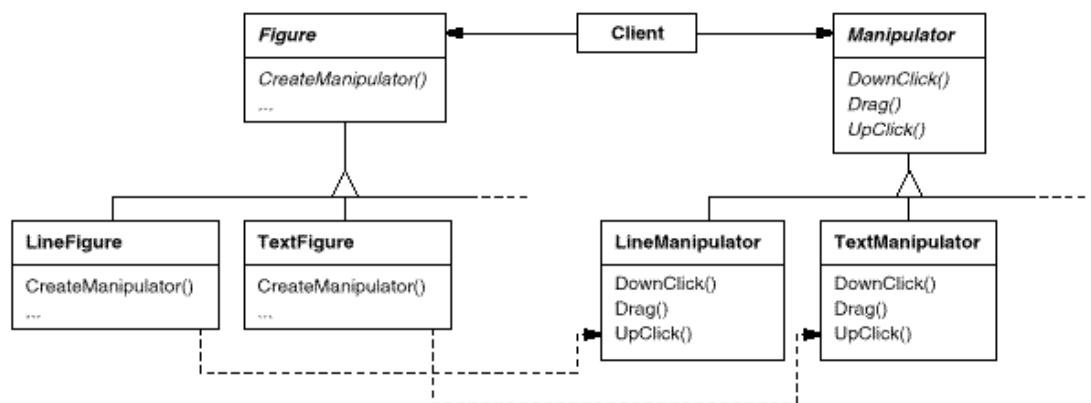 Figure
CreateManipulator()
...
Client
Manipulator
DownClick()
Drag()
UpClick()
LineFigure
CreateManipulator()
...
TextFigure
CreateManipulator()
...
LineManipulator
DownClick()
Drag()
UpClick()
TextManipulator
DownClick()
Drag()
UpClick()